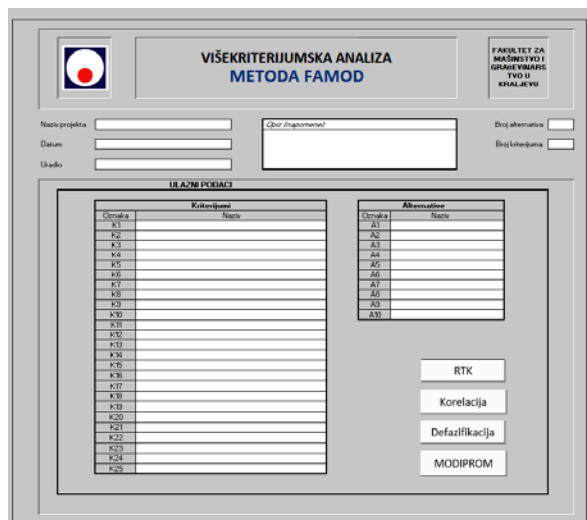 VIŠEKRITERIJUMSKA ANALIZA
METODA FAMOD
FAKULTET ZA
MAŠINSTVO I
GRAĐEVINARS
TVO U
KRALJEVU
Naziv projekta
Datum
Uradio
Opis /napomene/:
Broj alternativa
Broj kriterijuma
ULAZNI PODACI
Kriterijumi
Oznaka Naziv
K1
K2
K3
K4
K5
K6
K7
K8
K9
K10
K11
K12
K13
K14
K15
K16
K17
K18
K19
K20
K21
K22
K23
K24
K25
Alternative
Oznaka Naziv
A1
A2
A3
A4
A5
A6
A7
A8
A9
A10
RTK
Korelacija
Defazifikacija
MODIPROM